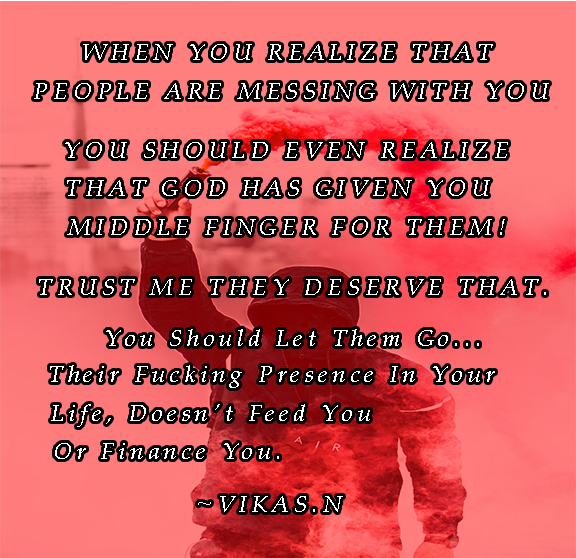 WHEN YOU REALIZE THAT
PEOPLE ARE MESSING WITH YOU
YOU SHOULD EVEN REALIZE
THAT GOD HAS GIVEN YOU
MIDDLE FINGER FOR THEM!
TRUST ME THEY DESERVE THAT.
You Should Let Them Go...
Their Fucking Presence In Your
Life, Doesn't Feed You
Or Finance You.
AIR
~VIKAS.N